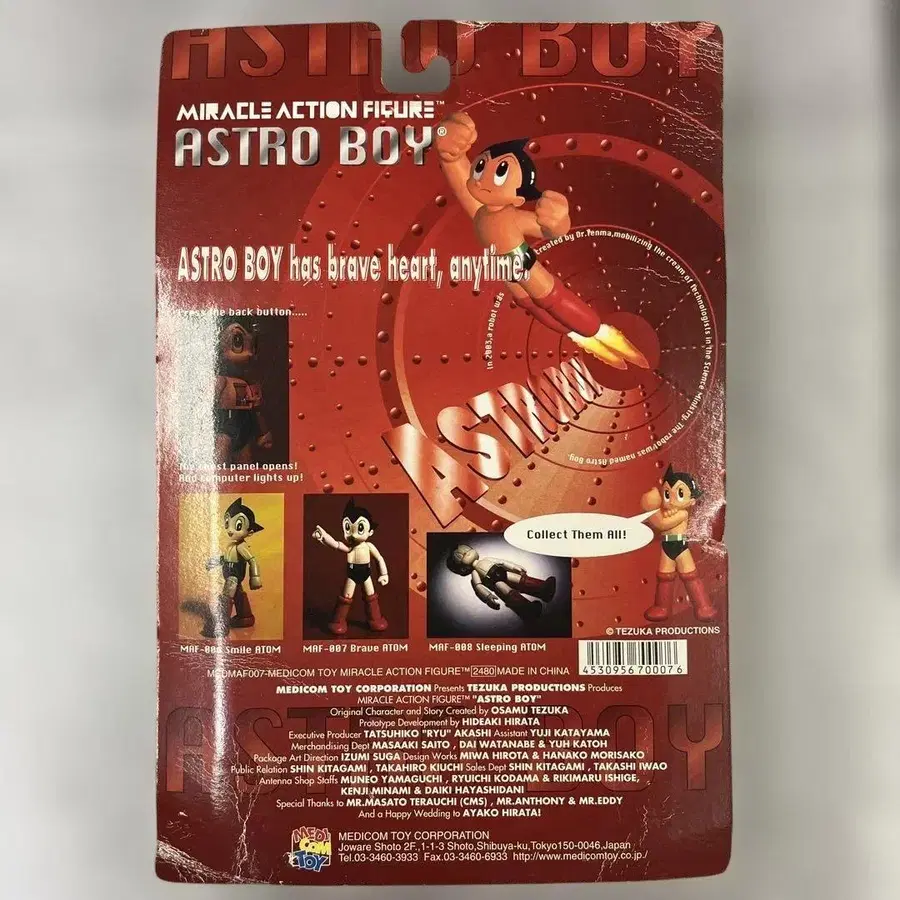 ASTRO BOY
MIRACLE ACTION FIGURE™
ASTRO BOY®
ASTRO BOY has brave heart, anytime.
In 2003,a robot was created by Dr.Tenma,mobilizing the cream of technologists in the Science Ministry. The robot was named Astro Boy.
Press the back button.....
ASTROBOY
The chest panel opens!
And computer lights up!
Collect Them All!
MAF-006 Smile ATOM
MAF-007 Brave ATOM
MAF-008 Sleeping ATOM
© TEZUKA PRODUCTIONS
4530956700076
MEDMAF007-MEDICOM TOY MIRACLE ACTION FIGURE™ 2480 MADE IN CHINA
MEDICOM TOY CORPORATION Presents TEZUKA PRODUCTIONS Produces
MIRACLE ACTION FIGURE™ "ASTRO BOY"
Original Character and Story Created by OSAMU TEZUKA
Prototype Development by HIDEAKI HIRATA
Executive Producer TATSUHIKO "RYU" AKASHI Assistant YUJI KATAYAMA
Merchandising Dept MASAAKI SAITO , DAI WATANABE & YUH KATOH
Package Art Direction IZUMI SUGA Design Works MIWA HIROTA & HANAKO MORISAKO
Public Relation SHIN KITAGAMI , TAKAHIRO KIUCHI Sales Dept SHIN KITAGAMI , TAKASHI IWAO
Antenna Shop Staffs MUNEO YAMAGUCHI , RYUICHI KODAMA & RIKIMARU ISHIGE,
KENJI MINAMI & DAIKI HAYASHIDANI
Special Thanks to MR.MASATO TERAUCHI (CMS) , MR.ANTHONY & MR.EDDY
And a Happy Wedding to AYAKO HIRATA!
ASTRO BOY
MEDI
COM
TOY
MEDICOM TOY CORPORATION
Joware Shoto 2F.,1-1-3 Shoto,Shibuya-ku,Tokyo150-0046,Japan
Tel.03-3460-3933 Fax.03-3460-6933 http://www.medicomtoy.co.jp/